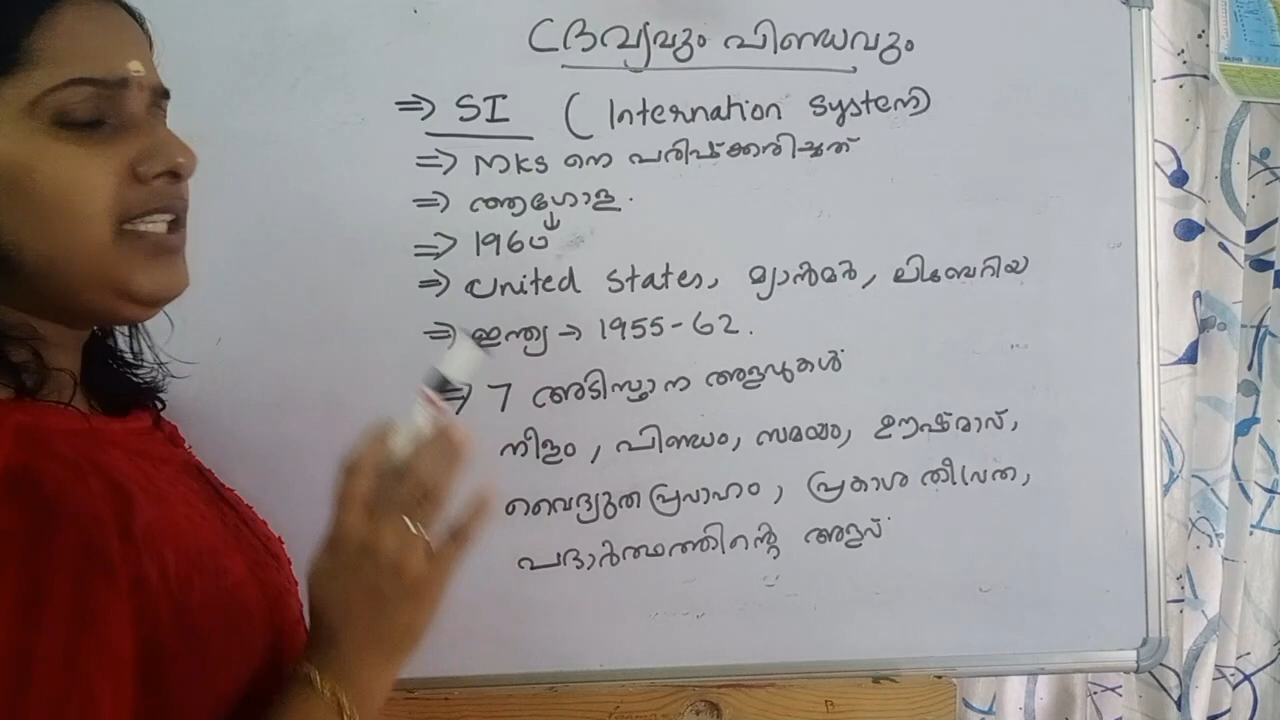 ദ്രവ്യവും പിണ്ഡവും
⇒ SI (Internation System)
⇒ MKS നെ പരിഷ്ക്കരിച്ചത്
⇒ ആഗോള.
⇒ 1960
⇒ United States, മ്യാൻമർ, ലിബേറിയ
⇒ ഇന്ത്യ → 1955-62.
⇒ 7 അടിസ്ഥാന അളവുകൾ
നീളം, പിണ്ഡം, സമയം, ഊഷ്മാവ്,
വൈദ്യുത പ്രവാഹം, പ്രകാശ തീവ്രത,
പദാർത്ഥത്തിന്റെ അളവ്